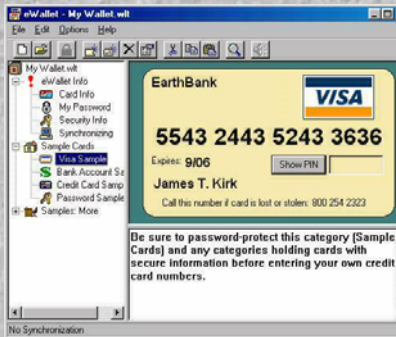 eWallet - My Wallet.wlt
File Edit Options Help
My Wallet.wlt
eWallet Info
Card Info
My Password
Security Info
Synchronizing
Sample Cards
Visa Sample
Bank Account Sa
Credit Card Samp
Password Sample
Samples: More
EarthBank
VISA
5543 2443 5243 3636
Expires: 9/06
Show PIN
James T. Kirk
Call this number if card is lost or stolen: 800 254 2323
Be sure to password-protect this category (Sample
Cards) and any categories holding cards with
secure information before entering your own credit
card numbers.
No Synchronization